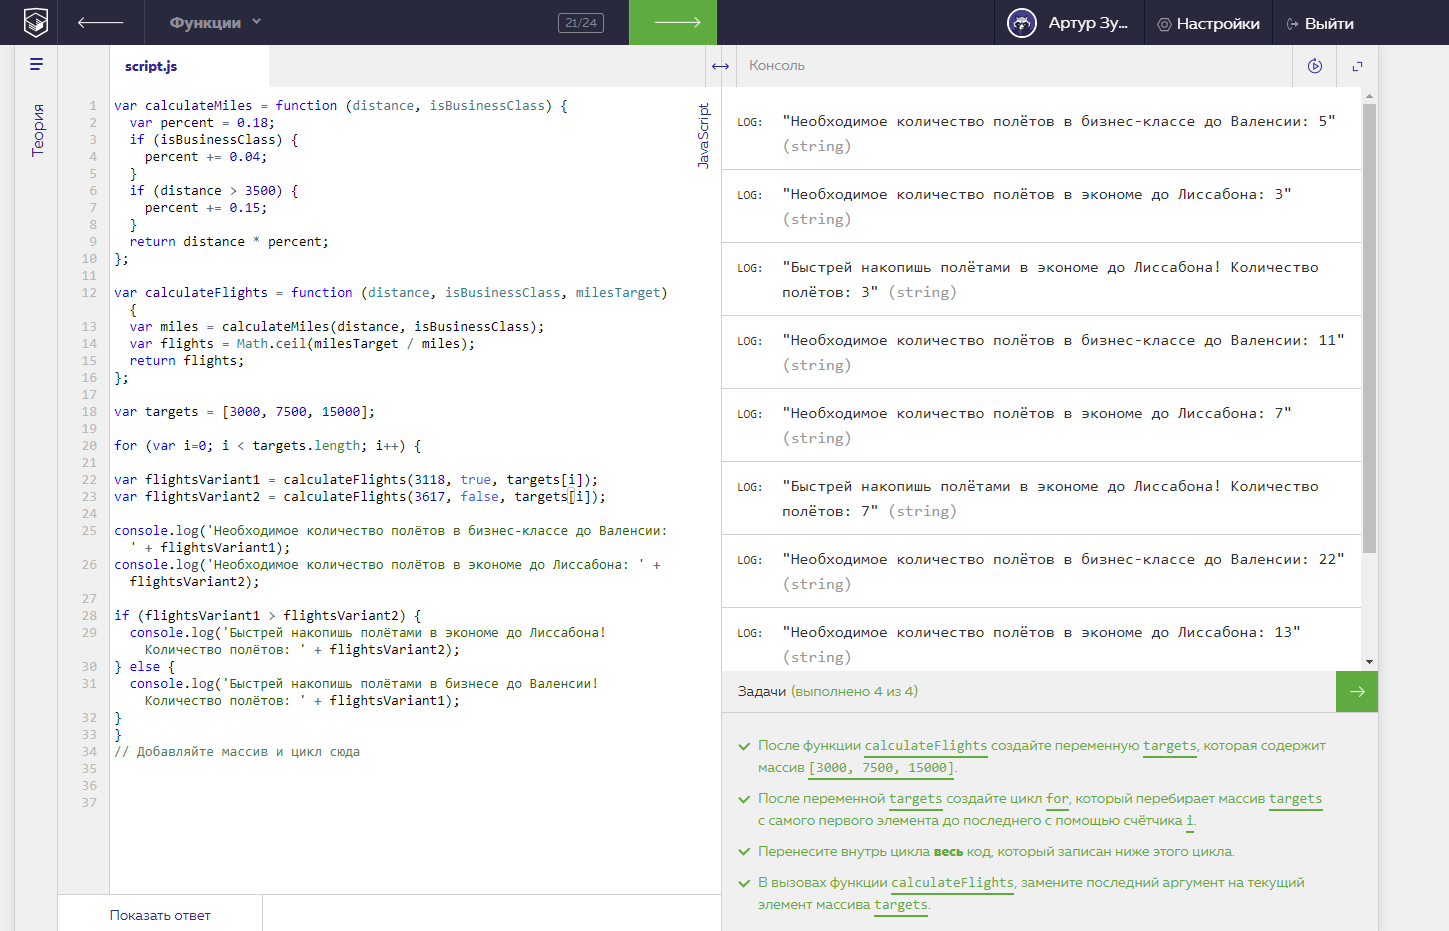 Функции
21/24
Артур Зу...
Настройки
Выйти
Теория
script.js
JavaScript
1 var calculateMiles = function (distance, isBusinessClass) {
2 var percent = 0.18;
3 if (isBusinessClass) {
4 percent += 0.04;
5 }
6 if (distance > 3500) {
7 percent += 0.15;
8 }
9 return distance * percent;
10 };
11
12 var calculateFlights = function (distance, isBusinessClass, milesTarget)
{
13 var miles = calculateMiles(distance, isBusinessClass);
14 var flights = Math.ceil(milesTarget / miles);
15 return flights;
16 };
17
18 var targets = [3000, 7500, 15000];
19
20 for (var i=0; i < targets.length; i++) {
21
22 var flightsVariant1 = calculateFlights(3118, true, targets[i]);
23 var flightsVariant2 = calculateFlights(3617, false, targets[i]);
24
25 console.log('Необходимое количество полётов в бизнес-классе до Валенсии:
' + flightsVariant1);
26 console.log('Необходимое количество полётов в экономе до Лиссабона: ' +
flightsVariant2);
27
28 if (flightsVariant1 > flightsVariant2) {
29 console.log('Быстрей накопишь полётами в экономе до Лиссабона!
Количество полётов: ' + flightsVariant2);
30 } else {
31 console.log('Быстрей накопишь полётами в бизнесе до Валенсии!
Количество полётов: ' + flightsVariant1);
32 }
33 }
34 // Добавляйте массив и цикл сюда
35
36
37
Показать ответ
Консоль
LOG: "Необходимое количество полётов в бизнес-классе до Валенсии: 5"
(string)
LOG: "Необходимое количество полётов в экономе до Лиссабона: 3"
(string)
LOG: "Быстрей накопишь полётами в экономе до Лиссабона! Количество
полётов: 3" (string)
LOG: "Необходимое количество полётов в бизнес-классе до Валенсии: 11"
(string)
LOG: "Необходимое количество полётов в экономе до Лиссабона: 7"
(string)
LOG: "Быстрей накопишь полётами в экономе до Лиссабона! Количество
полётов: 7" (string)
LOG: "Необходимое количество полётов в бизнес-классе до Валенсии: 22"
(string)
LOG: "Необходимое количество полётов в экономе до Лиссабона: 13"
(string)
Задачи (выполнено 4 из 4)
После функции calculateFlights создайте переменную targets, которая содержит
массив [3000, 7500, 15000].
После переменной targets создайте цикл for, который перебирает массив targets
с самого первого элемента до последнего с помощью счётчика i.
Перенесите внутрь цикла весь код, который записан ниже этого цикла.
В вызовах функции calculateFlights, замените последний аргумент на текущий
элемент массива targets.